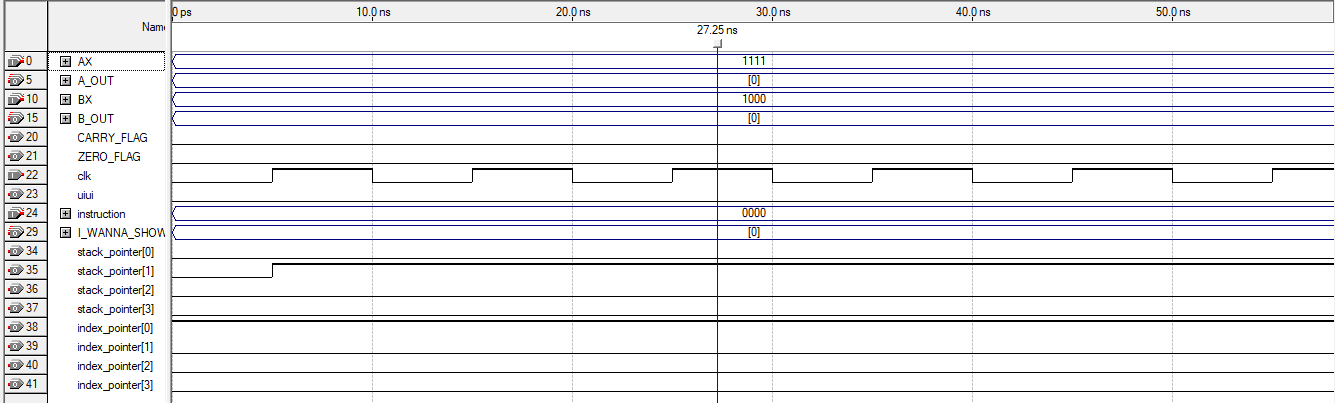 0 ps 10.0 ns 20.0 ns 30.0 ns 40.0 ns 50.0 ns
Name
27.25 ns
0 AX 1111
5 A_OUT [0]
10 BX 1000
15 B_OUT [0]
20 CARRY_FLAG
21 ZERO_FLAG
22 clk
23 uiui
24 instruction 0000
29 I_WANNA_SHOW [0]
34 stack_pointer[0]
35 stack_pointer[1]
36 stack_pointer[2]
37 stack_pointer[3]
38 index_pointer[0]
39 index_pointer[1]
40 index_pointer[2]
41 index_pointer[3]